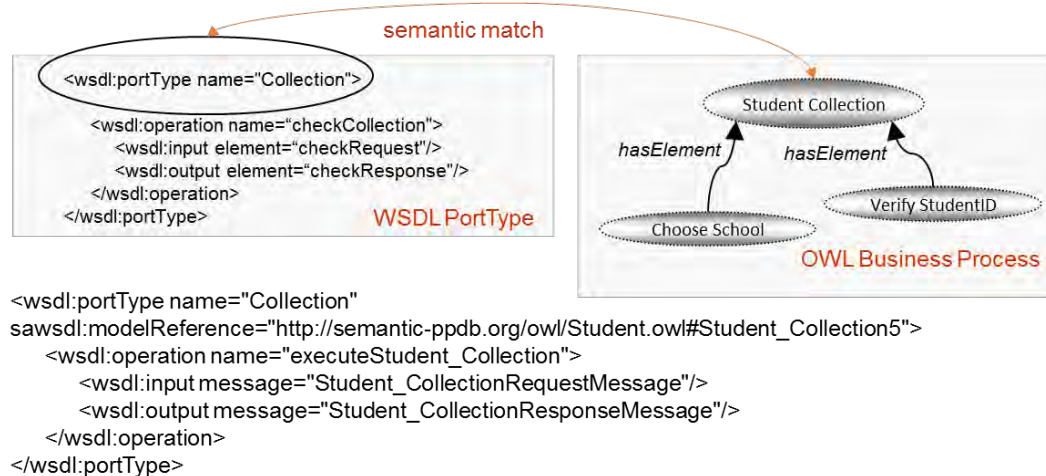 semantic match
<wsdl:portType name="Collection">
<wsdl:operation name=“checkCollection">
<wsdl:input element=“checkRequest"/>
<wsdl:output element=“checkResponse"/>
</wsdl:operation>
</wsdl:portType>
WSDL PortType
Student Collection
hasElement
hasElement
Choose School
Verify StudentID
OWL Business Process
<wsdl:portType name="Collection"
sawsdl:modelReference="http://semantic-ppdb.org/owl/Student.owl#Student_Collection5">
<wsdl:operation name="executeStudent_Collection">
<wsdl:input message="Student_CollectionRequestMessage"/>
<wsdl:output message="Student_CollectionResponseMessage"/>
</wsdl:operation>
</wsdl:portType>